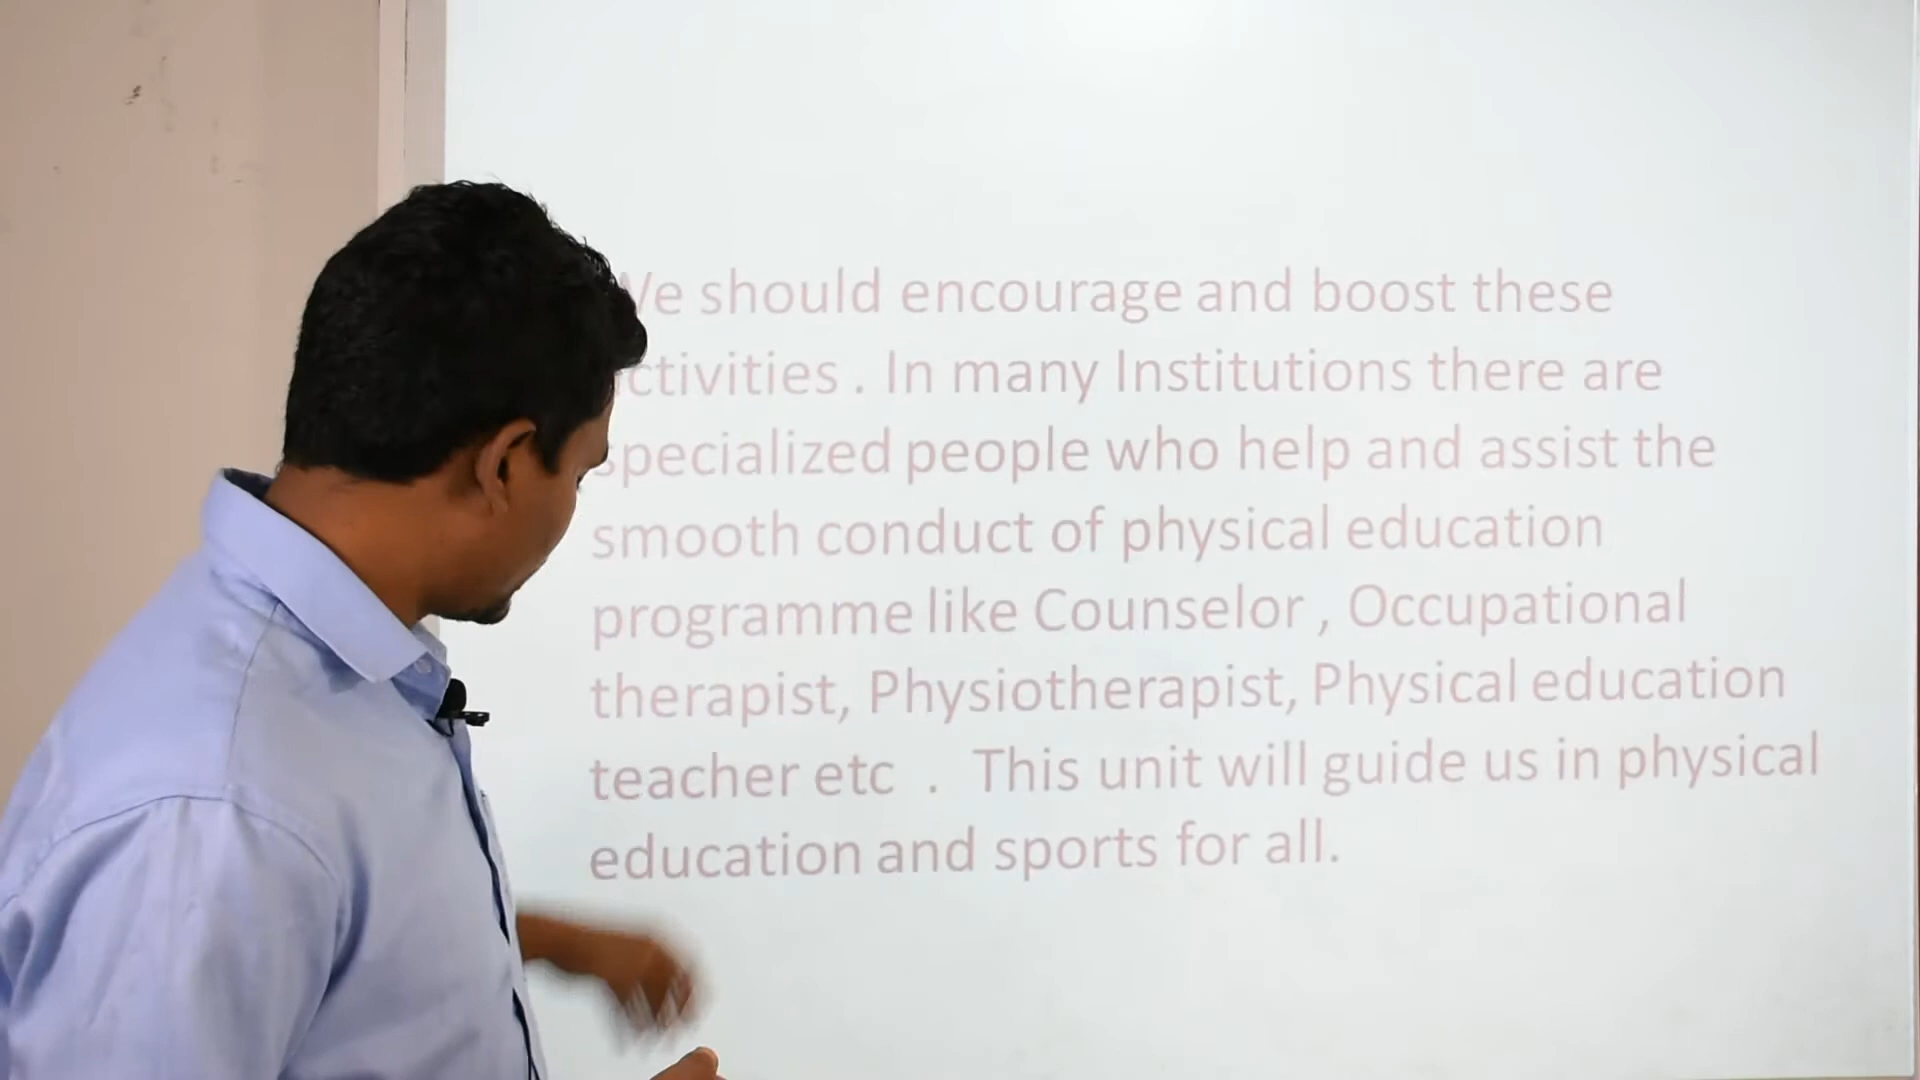 We should encourage and boost these
activities . In many Institutions there are
specialized people who help and assist the
smooth conduct of physical education
programme like Counselor , Occupational
therapist, Physiotherapist, Physical education
teacher etc . This unit will guide us in physical
education and sports for all.